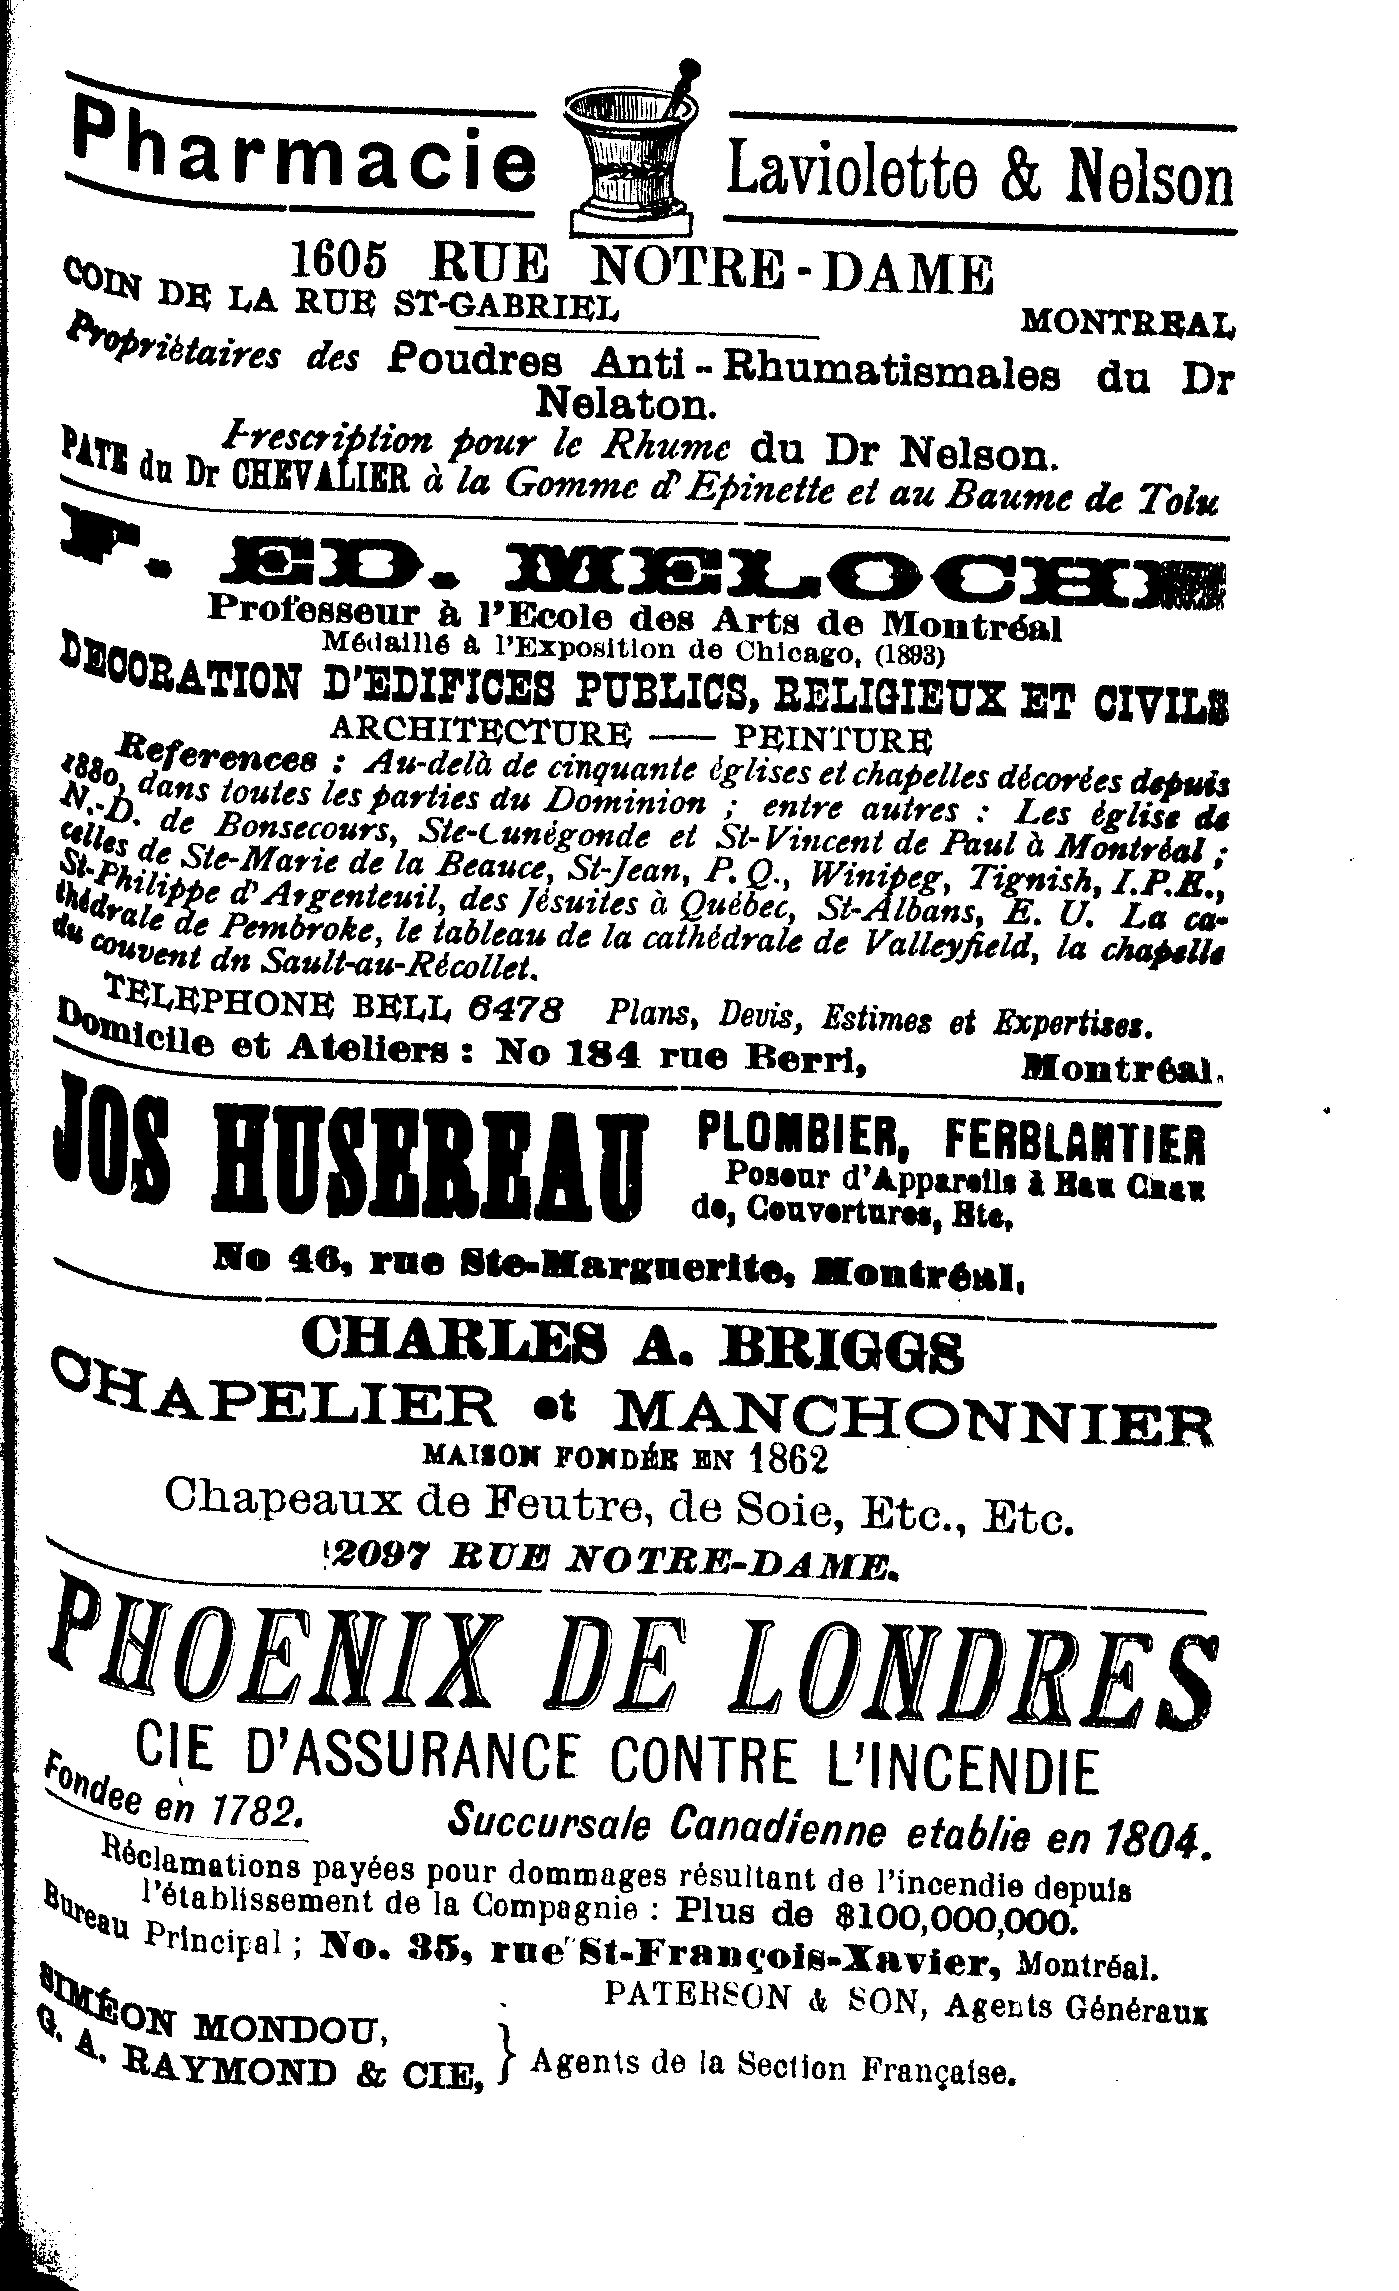 Pharmacie Laviolette & Nelson
1605 RUE NOTRE-DAME
COIN DE LA RUE ST-GABRIEL MONTREAL
Propriètaires des Poudres Anti-Rhumatismales du Dr
Nelaton.
Prescription pour le Rhume du Dr Nelson.
PATE du Dr CHEVALIER à la Gomme d'Epinette et au Baume de Tolu
F. ED. MELOCHE
Professeur à l'Ecole des Arts de Montréal
Médaillé à l'Exposition de Chicago, (1893)
DECORATION D'EDIFICES PUBLICS, RELIGIEUX ET CIVILS
ARCHITECTURE — PEINTURE
References : Au-delà de cinquante églises et chapelles décorées depuis
1880, dans toutes les parties du Dominion ; entre autres : Les église de
N.-D. de Bonsecours, Ste-Cunégonde et St-Vincent de Paul à Montréal ;
celles de Ste-Marie de la Beauce, St-Jean, P. Q., Winipeg, Tignish, I.P.E.,
St-Philippe d'Argenteuil, des Jésuites à Québec, St-Albans, E. U. La ca-
thédrale de Pembroke, le tableau de la cathédrale de Valleyfield, la chapelle
du couvent dn Sault-au-Récollet.
TELEPHONE BELL 6478 Plans, Devis, Estimes et Expertises.
Domicile et Ateliers : No 184 rue Berri, Montréal.
JOS HUSEREAU PLOMBIER, FERBLANTIER
Poseur d'Appareils à Eau Chau
de, Couvertures, Etc,
No 46, rue Ste-Marguerite, Montréal,
CHARLES A. BRIGGS
CHAPELIER et MANCHONNIER
MAISON FONDÉE EN 1862
Chapeaux de Feutre, de Soie, Etc., Etc.
2097 RUE NOTRE-DAME.
PHOENIX DE LONDRES
CIE D'ASSURANCE CONTRE L'INCENDIE
Fondee en 1782. Succursale Canadienne etablie en 1804.
Réclamations payées pour dommages résultant de l'incendie depuis
l'établissement de la Compagnie : Plus de $100,000,000.
Bureau Principal ; No. 35, rue St-François-Xavier, Montréal.
PATERSON & SON, Agents Généraux
SIMÉON MONDOU,
G. A. RAYMOND & CIE, } Agents de la Section Française.